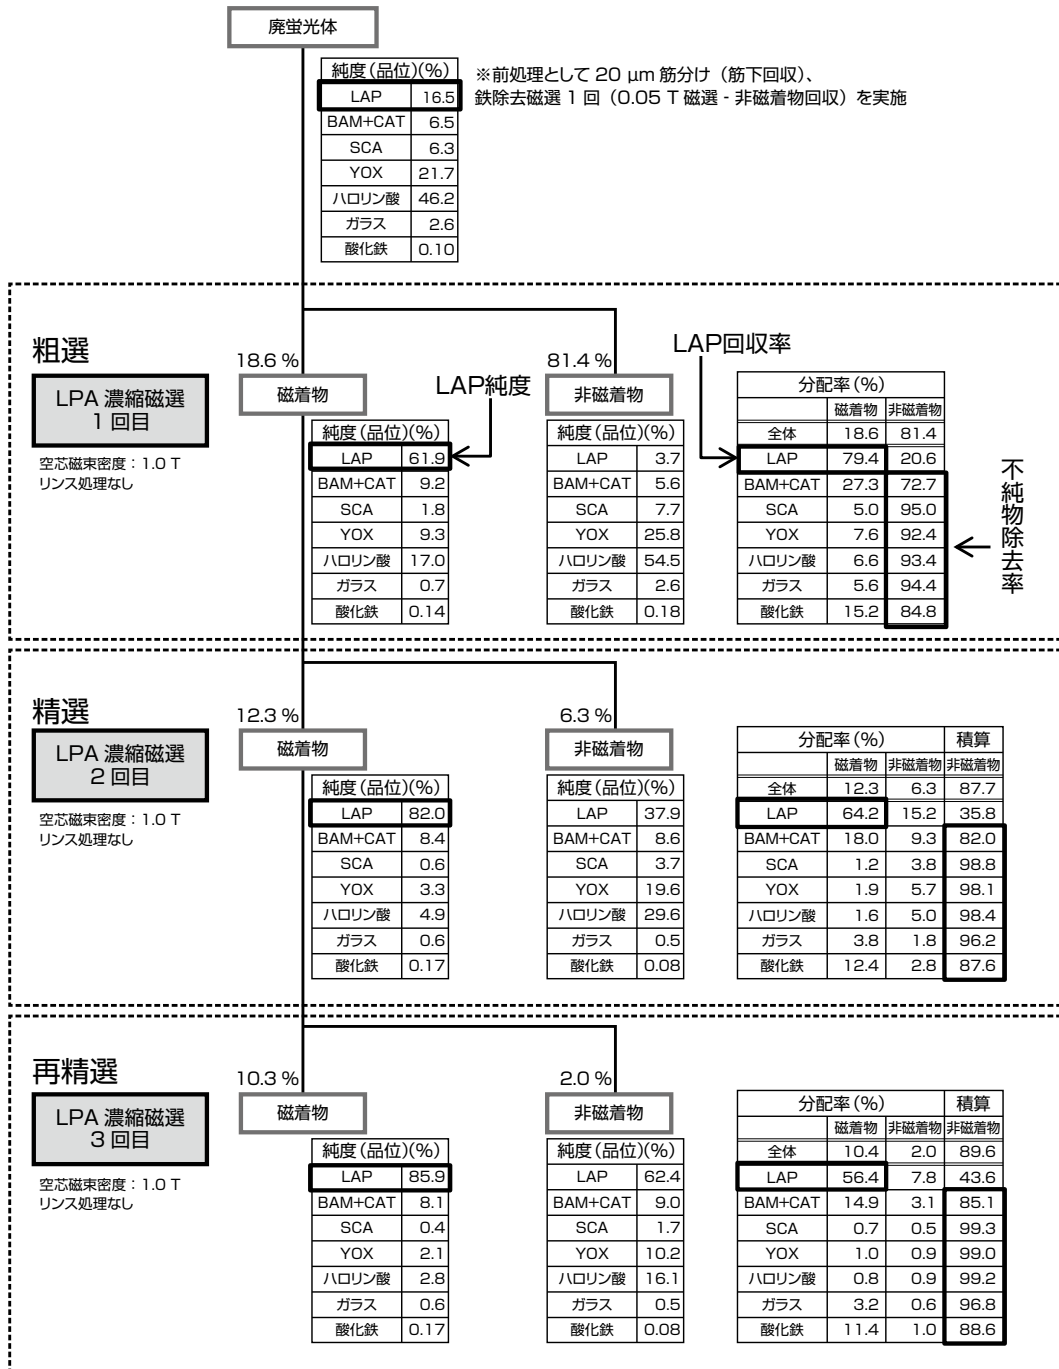 廃蛍光体
純度(品位)(%)
LAP 16.5
BAM+CAT 6.5
SCA 6.3
YOX 21.7
ハロリン酸 46.2
ガラス 2.6
酸化鉄 0.10
※前処理として 20 μm 篩分け(篩下回収)、
鉄除去磁選 1 回(0.05 T 磁選 - 非磁着物回収)を実施
粗選
LPA 濃縮磁選
1 回目
空芯磁束密度:1.0 T
リンス処理なし
18.6 %
磁着物
LAP純度
純度(品位)(%)
LAP 61.9
BAM+CAT 9.2
SCA 1.8
YOX 9.3
ハロリン酸 17.0
ガラス 0.7
酸化鉄 0.14
81.4 %
非磁着物
純度(品位)(%)
LAP 3.7
BAM+CAT 5.6
SCA 7.7
YOX 25.8
ハロリン酸 54.5
ガラス 2.6
酸化鉄 0.18
LAP回収率
分配率(%)
磁着物 非磁着物
全体 18.6 81.4
LAP 79.4 20.6
BAM+CAT 27.3 72.7
SCA 5.0 95.0
YOX 7.6 92.4
ハロリン酸 6.6 93.4
ガラス 5.6 94.4
酸化鉄 15.2 84.8
不純物除去率
精選
LPA 濃縮磁選
2 回目
空芯磁束密度:1.0 T
リンス処理なし
12.3 %
磁着物
純度(品位)(%)
LAP 82.0
BAM+CAT 8.4
SCA 0.6
YOX 3.3
ハロリン酸 4.9
ガラス 0.6
酸化鉄 0.17
6.3 %
非磁着物
純度(品位)(%)
LAP 37.9
BAM+CAT 8.6
SCA 3.7
YOX 19.6
ハロリン酸 29.6
ガラス 0.5
酸化鉄 0.08
分配率(%) 積算
磁着物 非磁着物 非磁着物
全体 12.3 6.3 87.7
LAP 64.2 15.2 35.8
BAM+CAT 18.0 9.3 82.0
SCA 1.2 3.8 98.8
YOX 1.9 5.7 98.1
ハロリン酸 1.6 5.0 98.4
ガラス 3.8 1.8 96.2
酸化鉄 12.4 2.8 87.6
再精選
LPA 濃縮磁選
3 回目
空芯磁束密度:1.0 T
リンス処理なし
10.3 %
磁着物
純度(品位)(%)
LAP 85.9
BAM+CAT 8.1
SCA 0.4
YOX 2.1
ハロリン酸 2.8
ガラス 0.6
酸化鉄 0.17
2.0 %
非磁着物
純度(品位)(%)
LAP 62.4
BAM+CAT 9.0
SCA 1.7
YOX 10.2
ハロリン酸 16.1
ガラス 0.5
酸化鉄 0.08
分配率(%) 積算
磁着物 非磁着物 非磁着物
全体 10.4 2.0 89.6
LAP 56.4 7.8 43.6
BAM+CAT 14.9 3.1 85.1
SCA 0.7 0.5 99.3
YOX 1.0 0.9 99.0
ハロリン酸 0.8 0.9 99.2
ガラス 3.2 0.6 96.8
酸化鉄 11.4 1.0 88.6